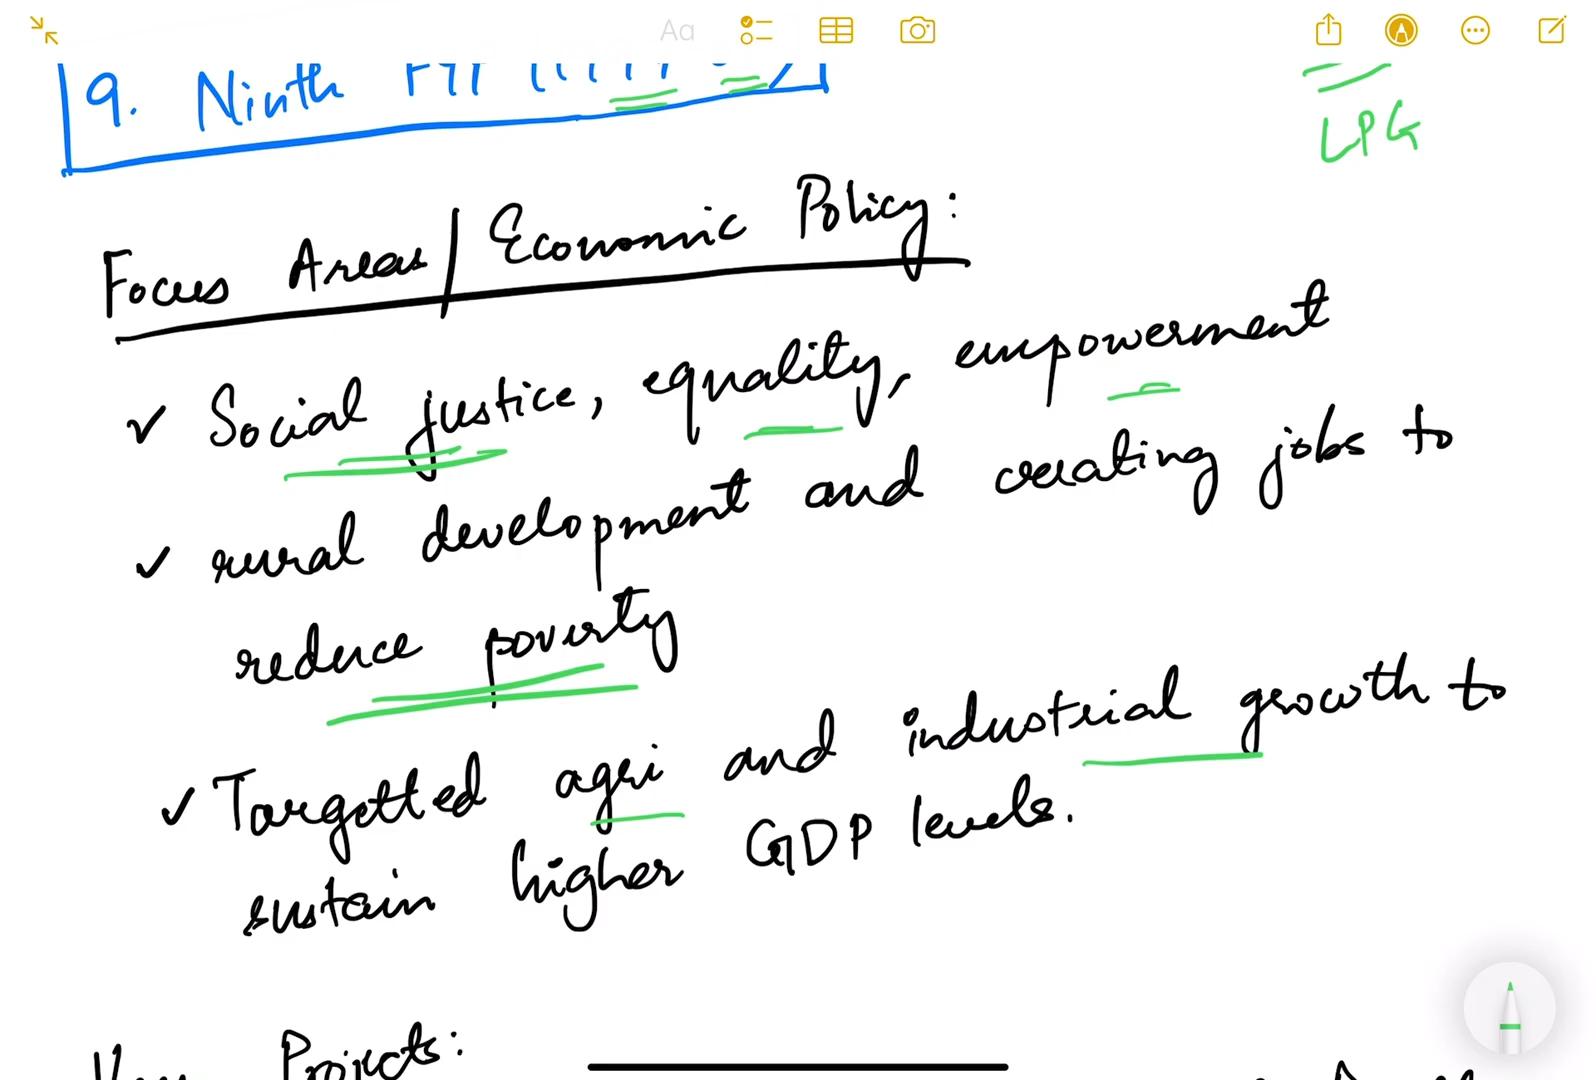 Aa
9. Ninth
LPG
Focus Areas/Economic Policy:
✓ Social justice, equality, empowerment
✓ rural development and creating jobs to
reduce poverty
✓ Targetted agri and industrial growth to
sustain higher GDP levels.
Projects: